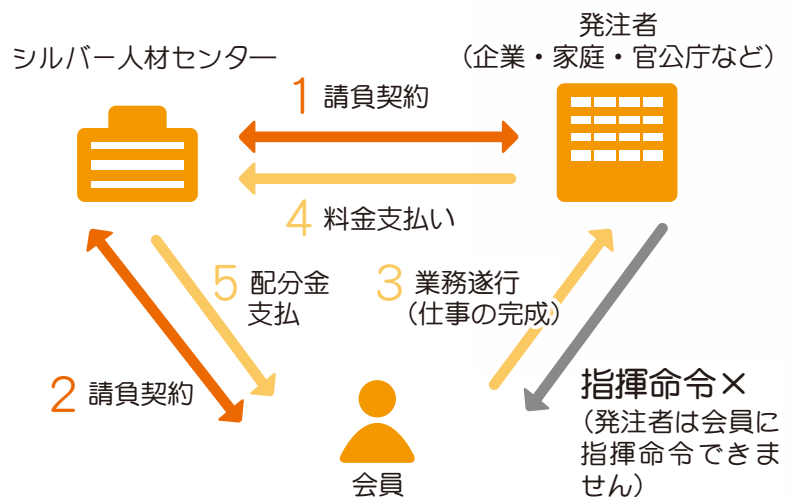 シルバー人材センター
発注者
（企業・家庭・官公庁など）
1 請負契約
4 料金支払い
5 配分金
支払
3 業務遂行
（仕事の完成）
2 請負契約
指揮命令×
（発注者は会員に
指揮命令できま
せん）
会員